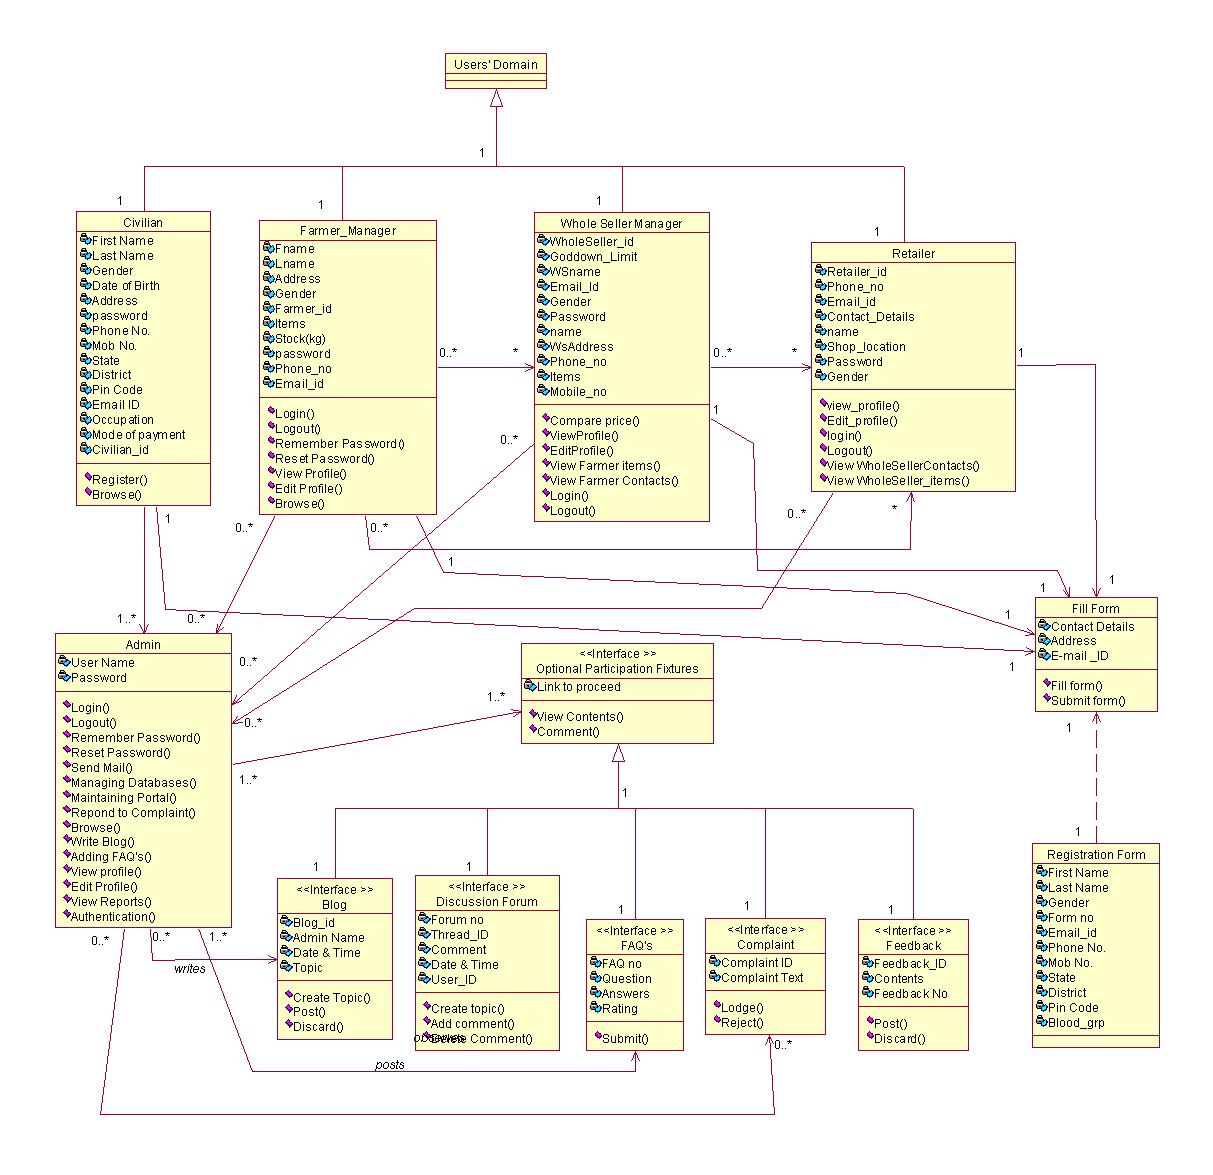 Users' Domain
1
1
Civilian
First Name
Last Name
Gender
Date of Birth
Address
password
Phone No.
Mob No.
State
District
Pin Code
Email ID
Occupation
Mode of payment
Civilian_id
Register()
Browse()
1
Farmer_Manager
Fname
Lname
Address
Gender
Farmer_id
Items
Stock(kg)
password
Phone_no
Email_id
Login()
Logout()
Remember Password()
Reset Password()
View Profile()
Edit Profile()
Browse()
0..*
*
1
Whole Seller Manager
WholeSeller_id
Goddown_Limit
WSname
Email_Id
Gender
Password
name
WsAddress
Phone_no
Items
Mobile_no
Compare price()
ViewProfile()
EditProfile()
View Farmer items()
View Farmer Contacts()
Login()
Logout()
0..*
*
1
Retailer
Retailer_id
Phone_no
Email_id
Contact_Details
name
Shop_location
Password
Gender
view_profile()
Edit_profile()
login()
Logout()
View WholeSellerContacts()
View WholeSeller_items()
1
1
0..*
1
0..*
0..*
1
0..*
*
1..*
0..*
1
1
1
1
Fill Form
Contact Details
Address
E-mail _ID
Fill form()
Submit form()
1
1
Registration Form
First Name
Last Name
Gender
Form no
Email_id
Phone No.
Mob No.
State
District
Pin Code
Blood_grp
Admin
User Name
Password
Login()
Logout()
Remember Password()
Reset Password()
Send Mail()
Managing Databases()
Maintaining Portal()
Repond to Complaint()
Browse()
Write Blog()
Adding FAQ's()
View profile()
Edit Profile()
View Reports()
Authentication()
0..*
0..*
1..*
1..*
<<Interface >>
Optional Participation Fixtures
Link to proceed
View Contents()
Comment()
1
1
<<Interface >>
Blog
Blog_id
Admin Name
Date & Time
Topic
Create Topic()
Post()
Discard()
1
<<Interface >>
Discussion Forum
Forum no
Thread_ID
Comment
Date & Time
User_ID
Create topic()
Add comment()
Delete Comment()
1
<<Interface >>
FAQ's
FAQ no
Question
Answers
Rating
Submit()
1
<<Interface >>
Complaint
Complaint ID
Complaint Text
Lodge()
Reject()
1
<<Interface >>
Feedback
Feedback_ID
Contents
Feedback No
Post()
Discard()
0..*
0..*
1..*
writes
posts
0..*